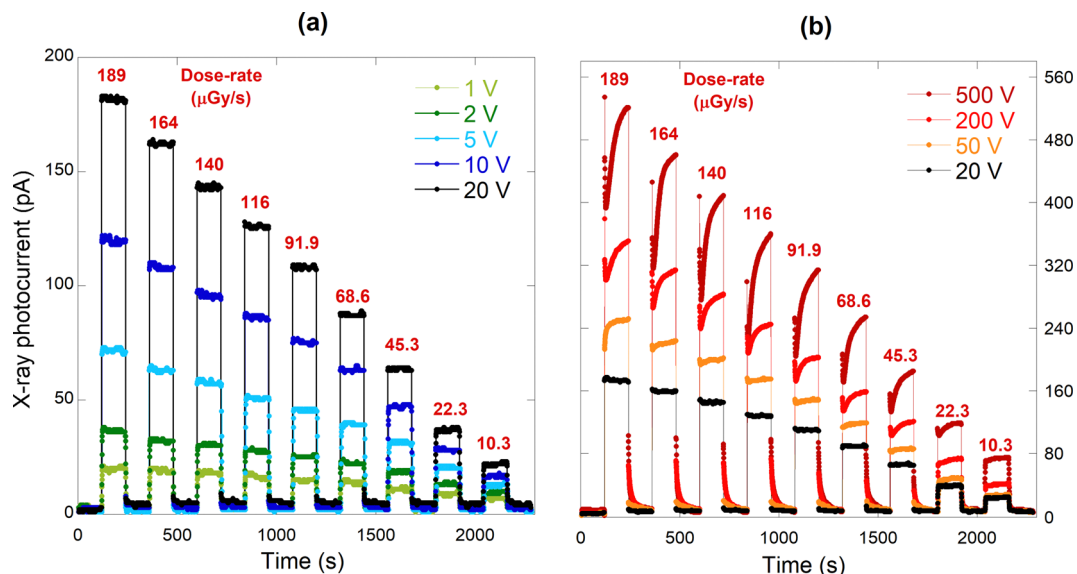 (a)
200
150
100
50
0
X-ray photocurrent (pA)
189
164
140
116
91.9
68.6
45.3
22.3
10.3
Dose-rate
(μGy/s)
1 V
2 V
5 V
10 V
20 V
0
500
1000
1500
2000
Time (s)
(b)
189
164
140
116
91.9
68.6
45.3
22.3
10.3
Dose-rate
(μGy/s)
500 V
200 V
50 V
20 V
560
480
400
320
240
160
80
0
0
500
1000
1500
2000
Time (s)